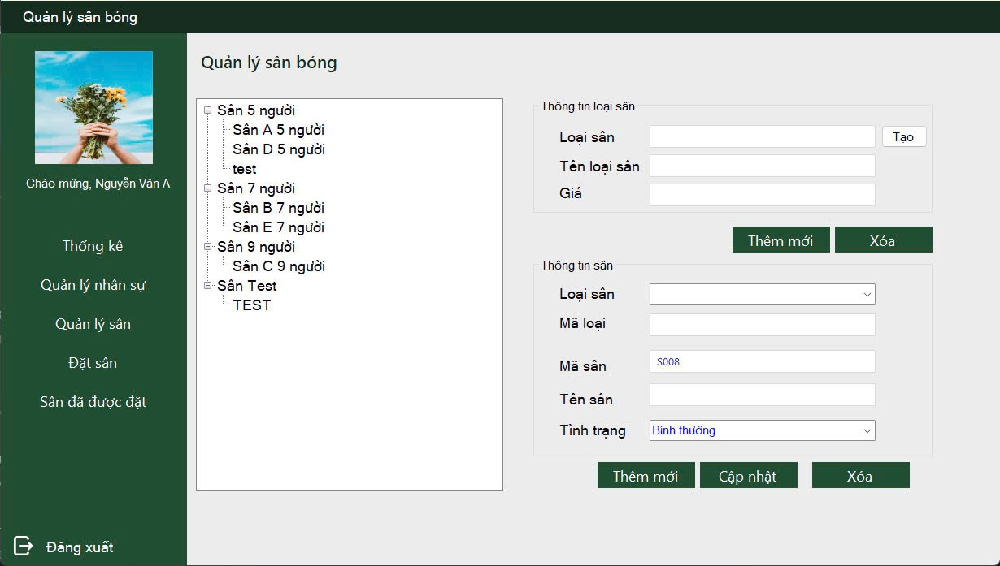 Quản lý sân bóng
Chào mừng, Nguyễn Văn A
Thống kê
Quản lý nhân sự
Quản lý sân
Đặt sân
Sân đã được đặt
Đăng xuất
Quản lý sân bóng
Sân 5 người
Sân A 5 người
Sân D 5 người
test
Sân 7 người
Sân B 7 người
Sân E 7 người
Sân 9 người
Sân C 9 người
Sân Test
TEST
Thông tin loại sân
Loại sân Tạo
Tên loại sân
Giá
Thêm mới Xóa
Thông tin sân
Loại sân
Mã loại
Mã sân S008
Tên sân
Tình trạng Bình thường
Thêm mới Cập nhật Xóa